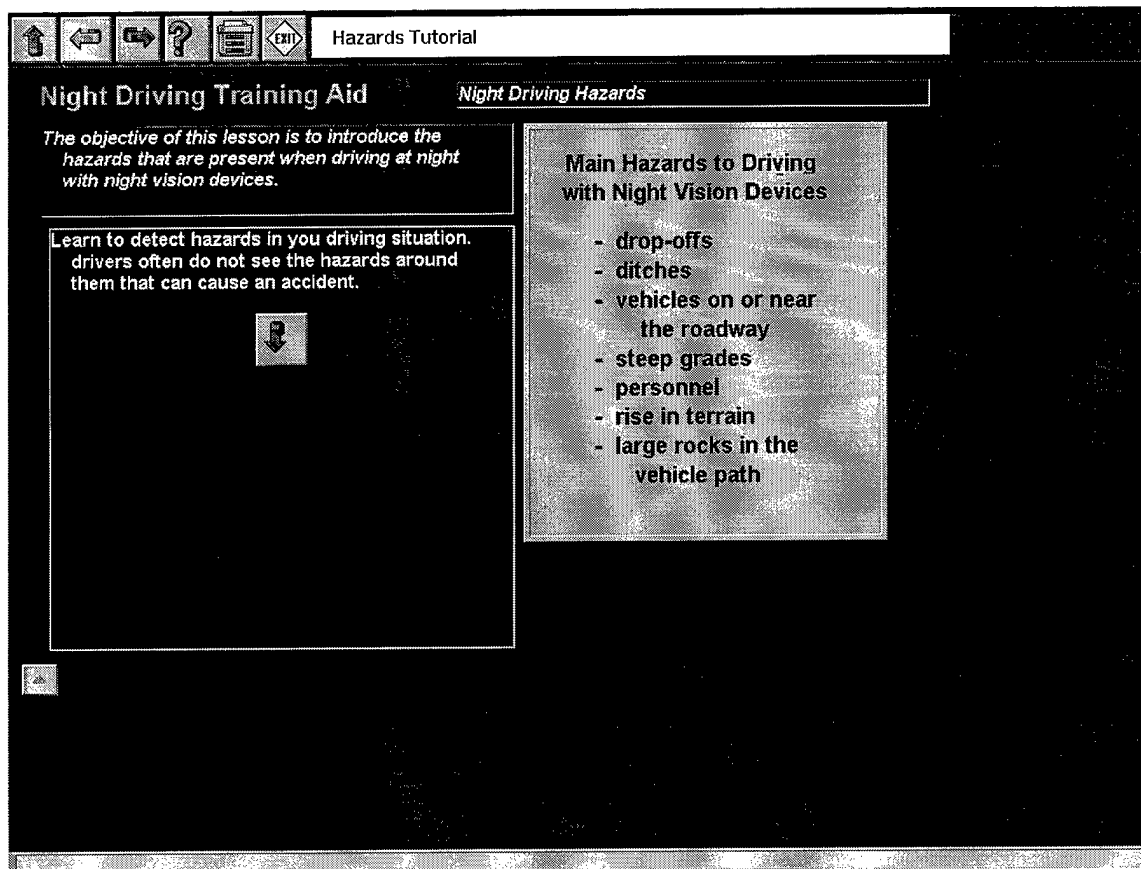 EXIT
Hazards Tutorial
Night Driving Training Aid
Night Driving Hazards
The objective of this lesson is to introduce the
hazards that are present when driving at night
with night vision devices.
Learn to detect hazards in you driving situation.
drivers often do not see the hazards around
them that can cause an accident.
Main Hazards to Driving
with Night Vision Devices
- drop-offs
- ditches
- vehicles on or near
the roadway
- steep grades
- personnel
- rise in terrain
- large rocks in the
vehicle path